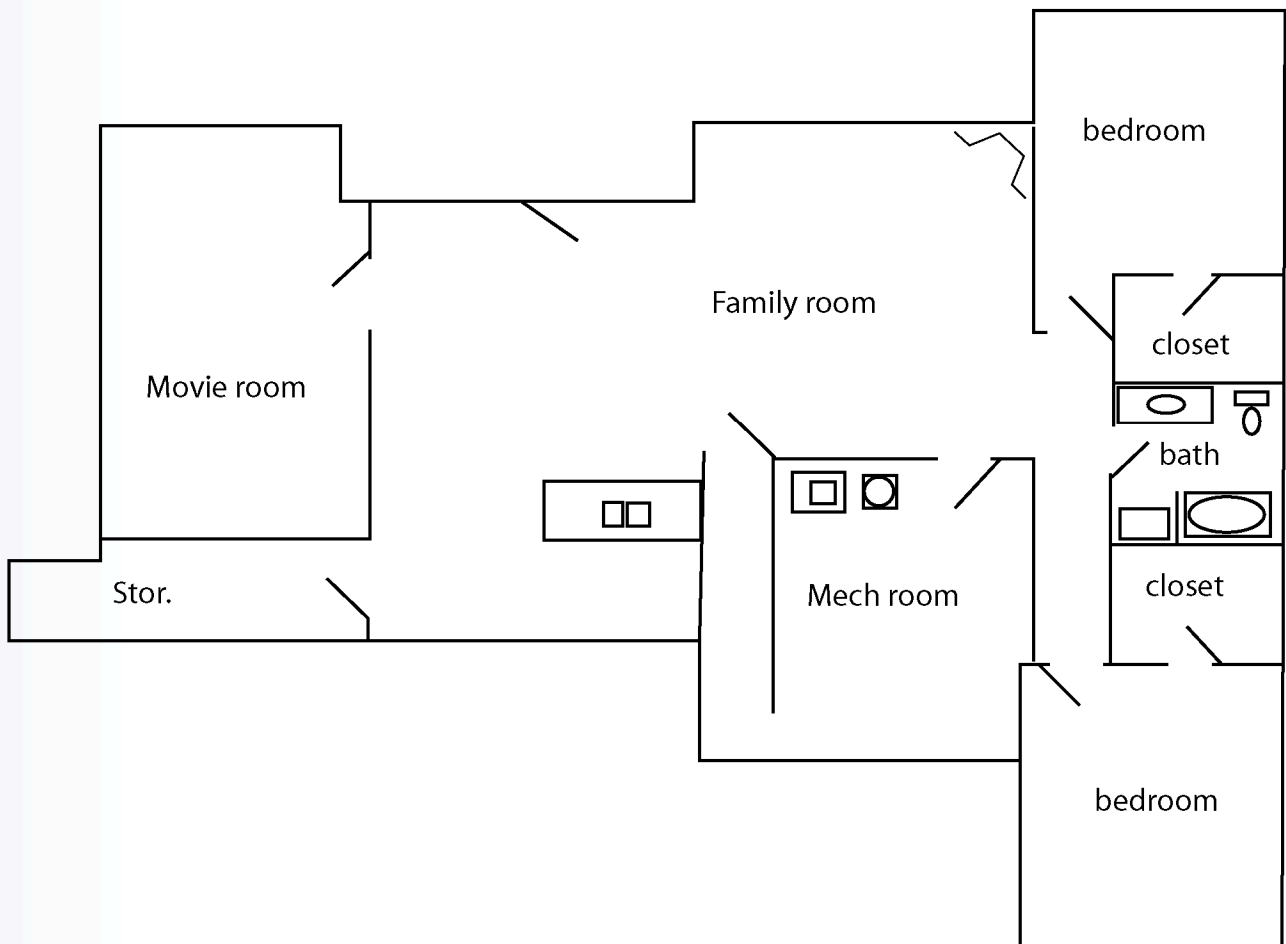 bedroom
Family room
closet
Movie room
bath
Stor.
Mech room
closet
bedroom